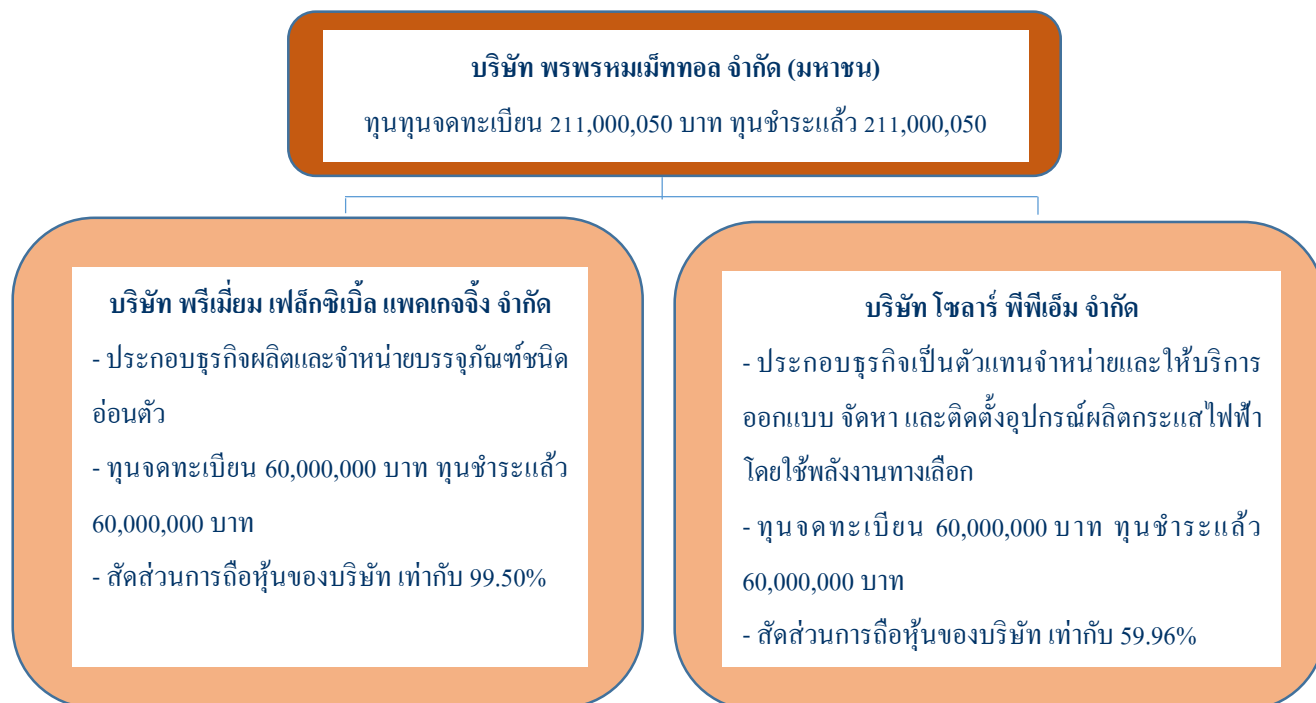 บริษัท พรพรหมเม็ททอล จำกัด (มหาชน)
ทุนทุนจดทะเบียน 211,000,050 บาท ทุนชำระแล้ว 211,000,050
บริษัท พรีเมี่ยม เฟล็กซิเบิ้ล แพคเกจจิ้ง จำกัด
- ประกอบธุรกิจผลิตและจำหน่ายบรรจุภัณฑ์ชนิด
อ่อนตัว
- ทุนจดทะเบียน 60,000,000 บาท ทุนชำระแล้ว
60,000,000 บาท
- สัดส่วนการถือหุ้นของบริษัท เท่ากับ 99.50%
บริษัท โซลาร์ พีพีเอ็ม จำกัด
- ประกอบธุรกิจเป็นตัวแทนจำหน่ายและให้บริการ
ออกแบบ จัดหา และติดตั้งอุปกรณ์ผลิตกระแสไฟฟ้า
โดยใช้พลังงานทางเลือก
- ทุนจดทะเบียน 60,000,000 บาท ทุนชำระแล้ว
60,000,000 บาท
- สัดส่วนการถือหุ้นของบริษัท เท่ากับ 59.96%